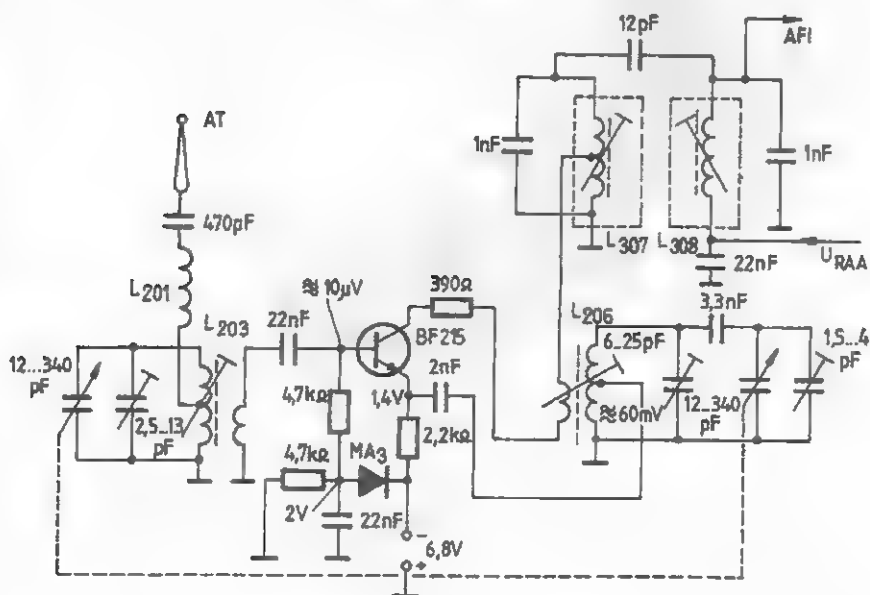 12pF
AFI
AT
1nF
1nF
470pF
L307
L308
URAA
22nF
L201
390Ω
≈ 10µV
3,3nF
L203
22nF
L206
BF215
6...25pF
1,5...4
pF
12...340
pF
2nF
4,7kΩ
1,4V
≈ 60mV
12...340
pF
2,5...13
pF
4,7kΩ
MA3
2,2kΩ
2V
22nF
−
6,8V
+